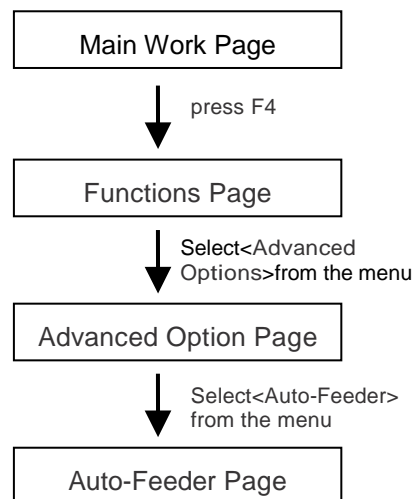 Main Work Page
press F4
Functions Page
Select<Advanced
Options>from the menu
Advanced Option Page
Select<Auto-Feeder>
from the menu
Auto-Feeder Page